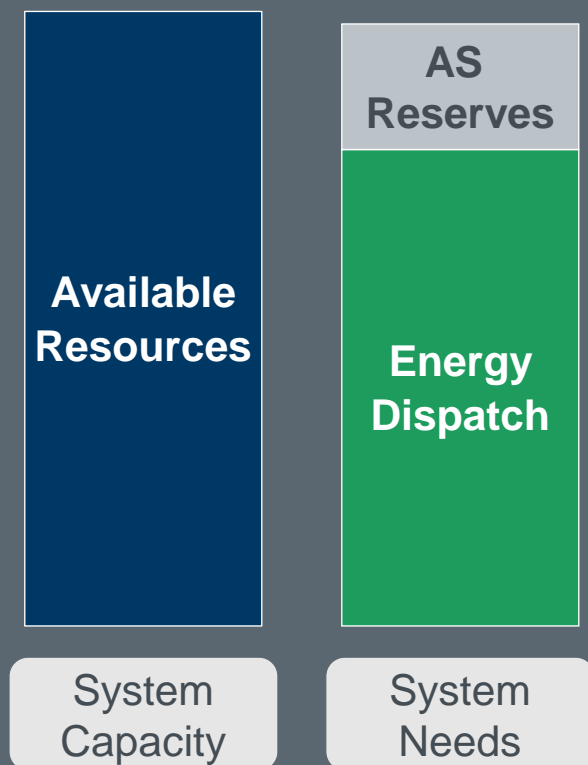 AS
Reserves
Available
Resources
Energy
Dispatch
System
Capacity
System
Needs